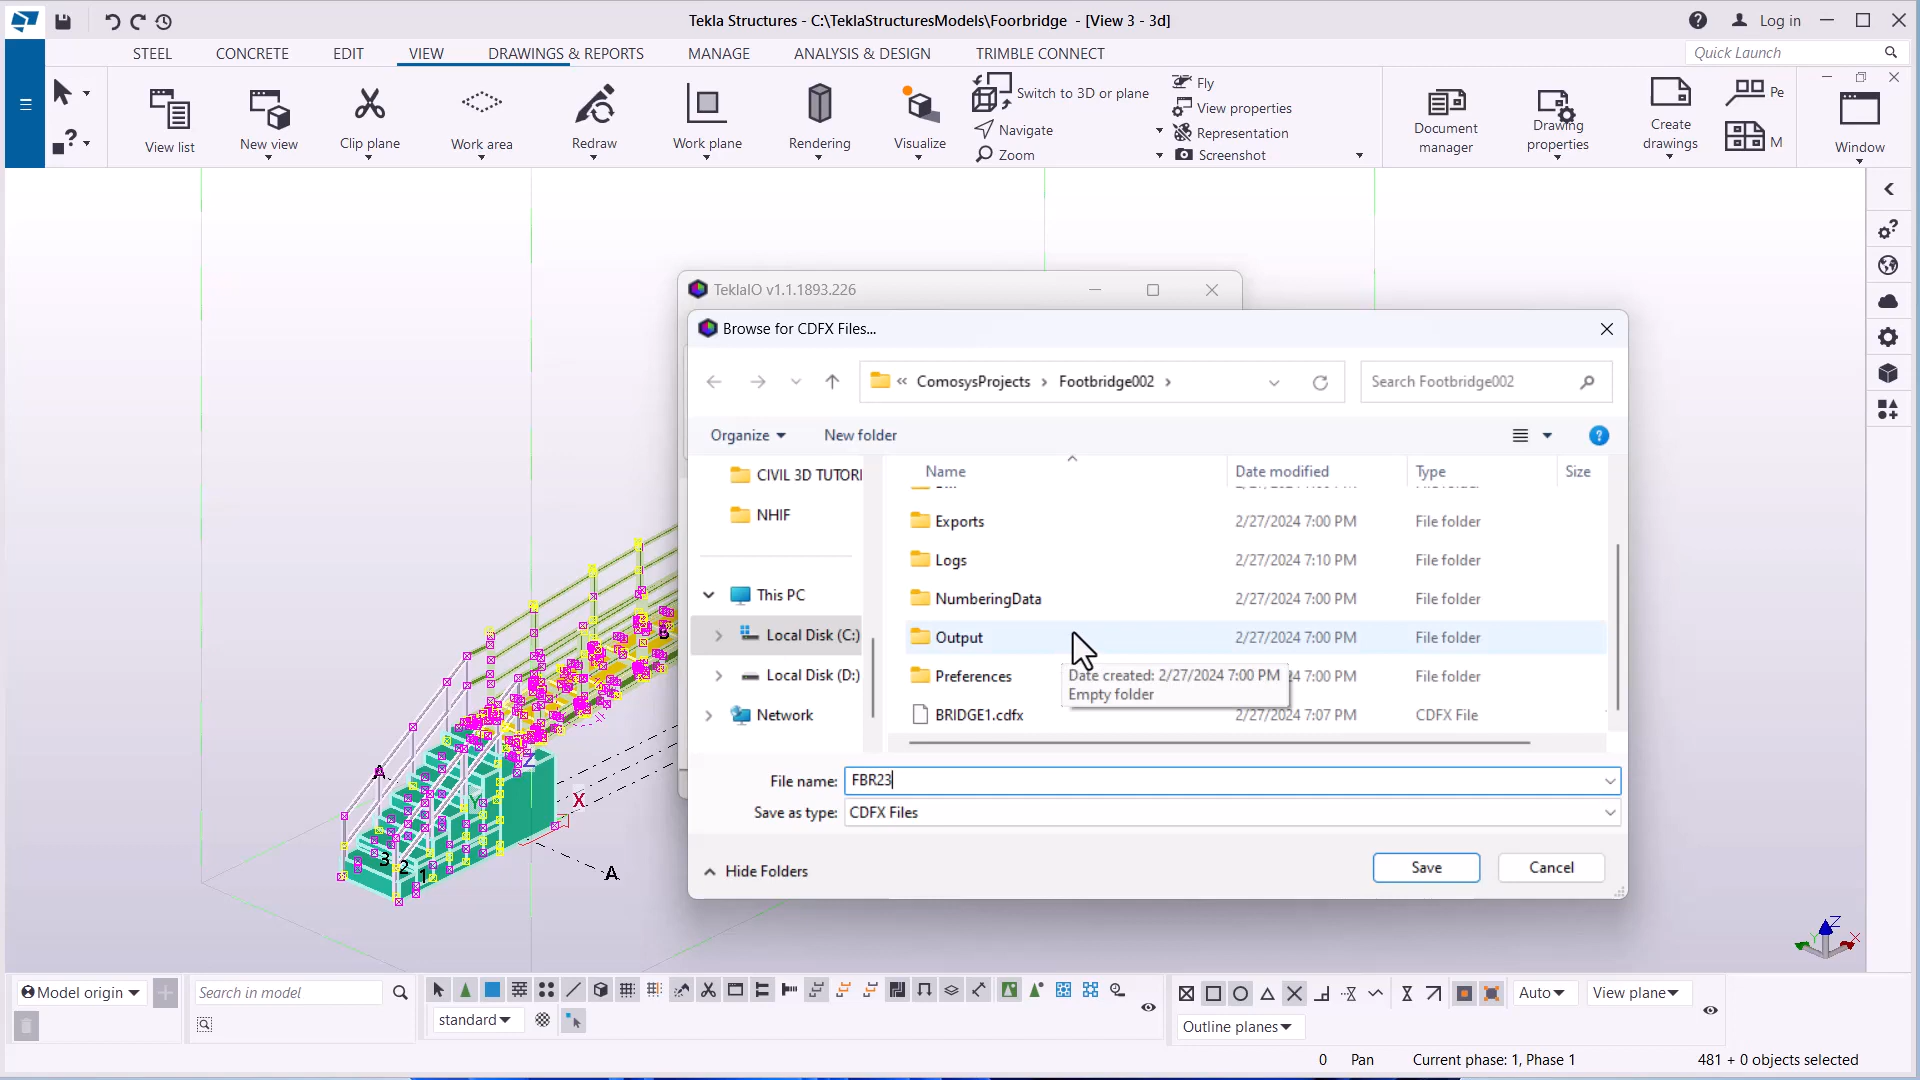 Tekla Structures - C:\TeklaStructuresModels\Foorbridge - [View 3 - 3d]
Log in
STEEL CONCRETE EDIT VIEW DRAWINGS & REPORTS MANAGE ANALYSIS & DESIGN TRIMBLE CONNECT
Quick Launch
View list
New view
Clip plane
Work area
Redraw
Work plane
Rendering
Visualize
Switch to 3D or plane
Navigate
Zoom
Fly
View properties
Representation
Screenshot
Document manager
Drawing properties
Create drawings
Pe
M
Window
TeklaIO v1.1.1893.226
Browse for CDFX Files...
« ComosysProjects › Footbridge002 ›
Search Footbridge002
Organize
New folder
CIVIL 3D TUTORI
NHIF
This PC
Local Disk (C:)
Local Disk (D:)
Network
Name Date modified Type Size
Exports 2/27/2024 7:00 PM File folder
Logs 2/27/2024 7:10 PM File folder
NumberingData 2/27/2024 7:00 PM File folder
Output 2/27/2024 7:00 PM File folder
Preferences 24 7:00 PM File folder
Date created: 2/27/2024 7:00 PM
Empty folder
BRIDGE1.cdfx 2/27/2024 7:07 PM CDFX File
File name: FBR23
Save as type: CDFX Files
Hide Folders
Save
Cancel
B
A
Z
Y
X
3
2
1
A
Z
Y
X
Model origin
Search in model
standard
Auto
View plane
Outline planes
0 Pan Current phase: 1, Phase 1 481 + 0 objects selected